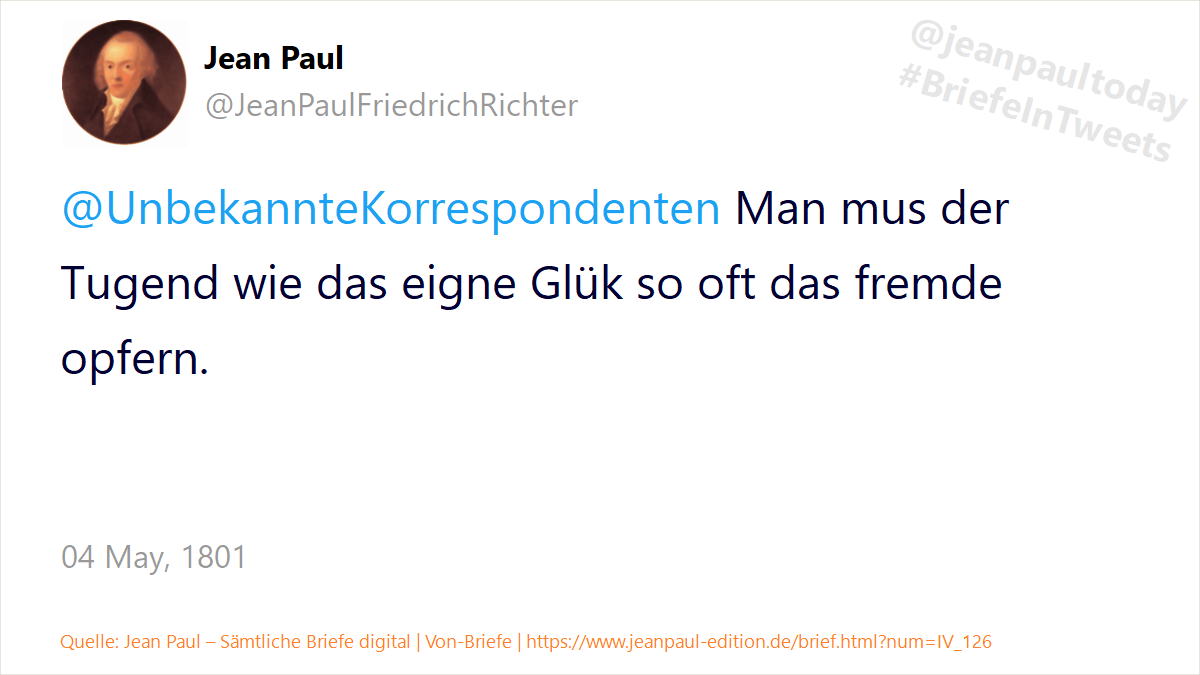 Jean Paul
@JeanPaulFriedrichRichter
@jeanpaultoday
#BriefeInTweets
@UnbekannteKorrespondenten Man mus der
Tugend wie das eigne Glük so oft das fremde
opfern.
04 May, 1801
Quelle: Jean Paul – Sämtliche Briefe digital | Von-Briefe | https://www.jeanpaul-edition.de/brief.html?num=IV_126